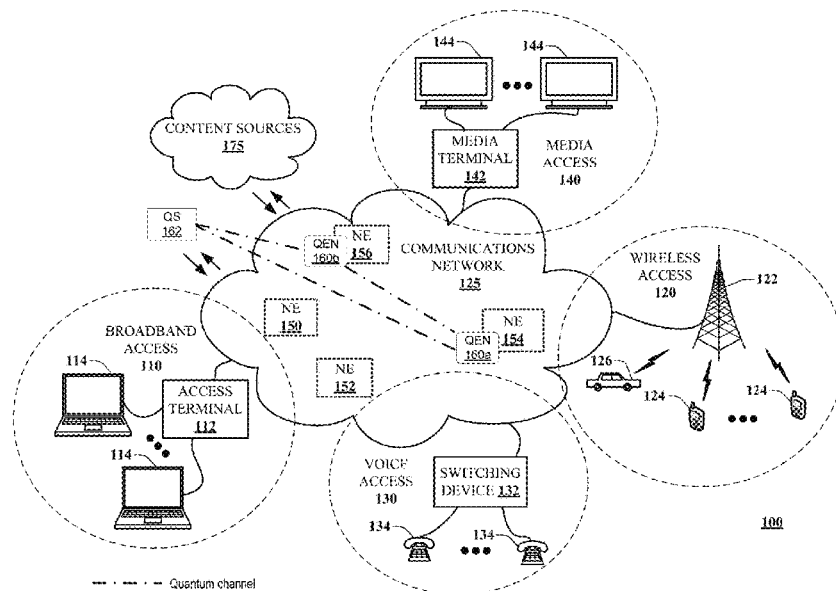 144
144
CONTENT SOURCES
175
MEDIA
TERMINAL
142
MEDIA
ACCESS
140
QS
162
QEN
160b
NE
156
COMMUNICATIONS
NETWORK
125
WIRELESS
ACCESS
120
122
BROADBAND
ACCESS
110
NE
150
QEN
160a
NE
154
114
ACCESS
TERMINAL
112
NE
152
126
124
124
114
VOICE
ACCESS
130
SWITCHING
DEVICE 132
134
134
100
Quantum channel